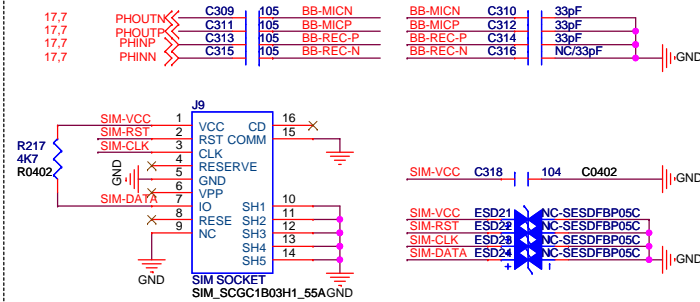 17,7 PHOUTN C309 105 BB-MICN BB-MICN C310 33pF
17,7 PHOUTP C311 105 BB-MICP BB-MICP C312 33pF
17,7 PHINP C313 105 BB-REC-P BB-REC-P C314 33pF
17,7 PHINN C315 105 BB-REC-N BB-REC-N C316 NC/33pF
GND
J9
SIM-VCC 1 VCC CD 16
SIM-RST 2 RST COMM 15
SIM-CLK 3 CLK
4 RESERVE
GND 5 GND
6 VPP
SIM-DATA 7 IO SH1 10
8 RESE SH2 11
9 NC SH3 12
SH4 13
SH5 14
R217
4K7
R0402
GND
GND
SIM SOCKET
SIM_SCGC1B03H1_55A
SIM-VCC C318 104 C0402 GND
SIM-VCC ESD21 NC-SESDFBP05C
SIM-RST ESD22 NC-SESDFBP05C
SIM-CLK ESD23 NC-SESDFBP05C
SIM-DATA ESD24 NC-SESDFBP05C
GND